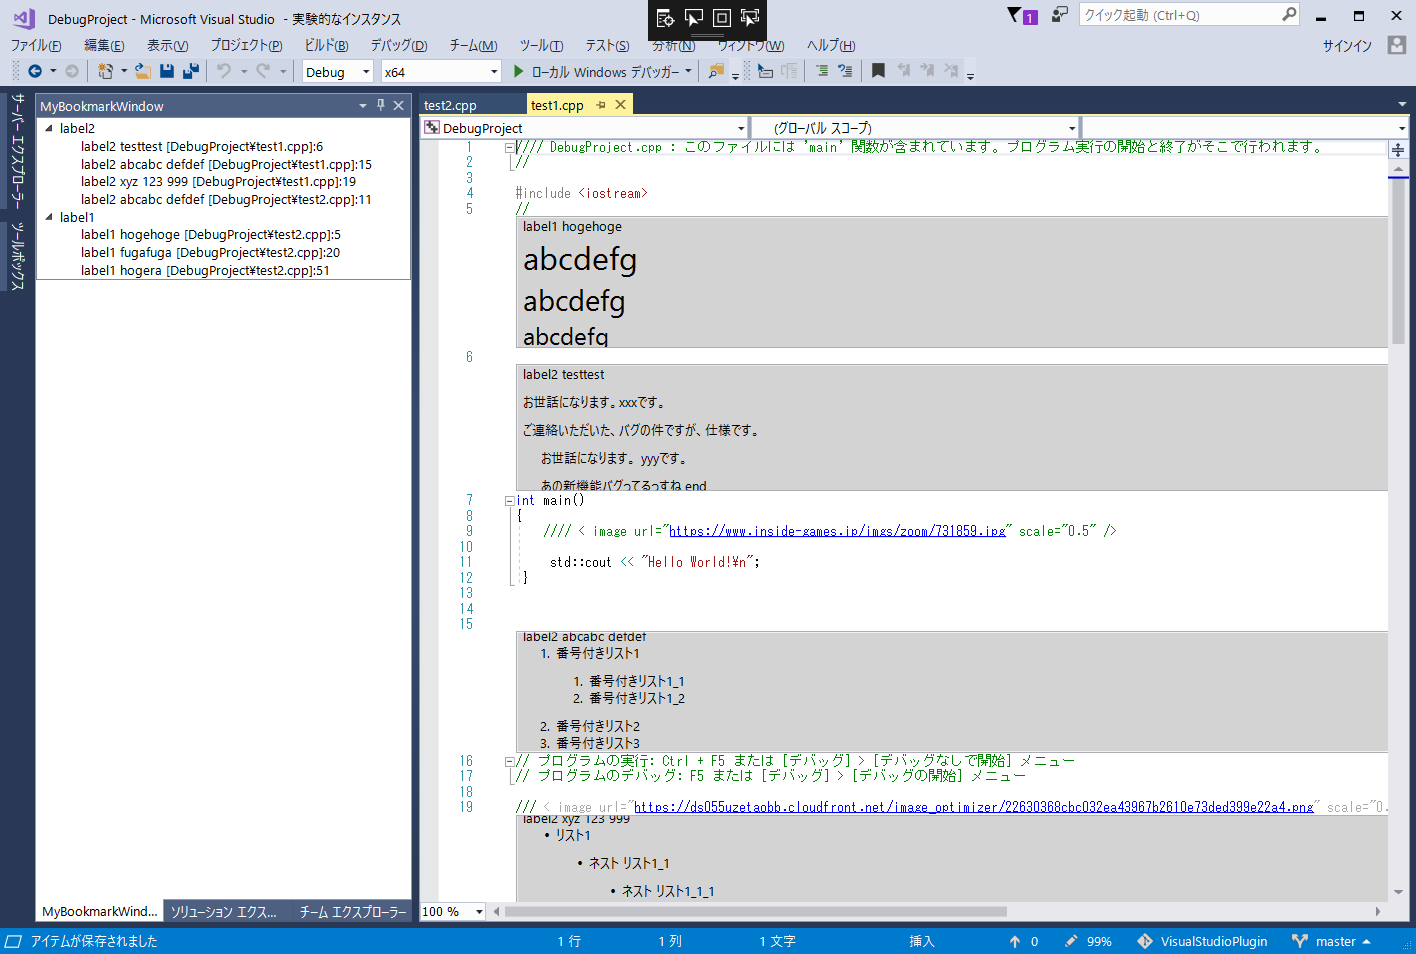 DebugProject - Microsoft Visual Studio - 実験的なインスタンス
1
クイック起動 (Ctrl+Q)
ファイル(F) 編集(E) 表示(V) プロジェクト(P) ビルド(B) デバッグ(D) チーム(M) ツール(T) テスト(S) 分析(N) ウィンドウ(W) ヘルプ(H)
サインイン
Debug x64 ローカル Windows デバッガー
サーバー エクスプローラー
ツールボックス
MyBookmarkWindow
label2
label2 testtest [DebugProject¥test1.cpp]:6
label2 abcabc defdef [DebugProject¥test1.cpp]:15
label2 xyz 123 999 [DebugProject¥test1.cpp]:19
label2 abcabc defdef [DebugProject¥test2.cpp]:11
label1
label1 hogehoge [DebugProject¥test2.cpp]:5
label1 fugafuga [DebugProject¥test2.cpp]:20
label1 hogera [DebugProject¥test2.cpp]:51
MyBookmarkWind... ソリューション エクス... チーム エクスプローラー
test2.cpp test1.cpp
DebugProject (グローバル スコープ)
1 //// DebugProject.cpp : このファイルには 'main' 関数が含まれています。プログラム実行の開始と終了がそこで行われます。
2 //
3
4 #include <iostream>
5 //
label1 hogehoge
abcdefg
abcdefg
abcdefg
6
label2 testtest
お世話になります。xxxです。
ご連絡いただいた、バグの件ですが、仕様です。
お世話になります。 yyyです。
あの新機能バグってるっすね end
7 int main()
8 {
9 //// < image url="https://www.inside-games.jp/imgs/zoom/731859.jpg" scale="0.5" />
10
11 std::cout << "Hello World!¥n";
12 }
13
14
15
label2 abcabc defdef
1. 番号付きリスト1
1. 番号付きリスト1_1
2. 番号付きリスト1_2
2. 番号付きリスト2
3. 番号付きリスト3
16 // プログラムの実行: Ctrl + F5 または [デバッグ] > [デバッグなしで開始] メニュー
17 // プログラムのデバッグ: F5 または [デバッグ] > [デバッグの開始] メニュー
18
19 /// < image url="https://ds055uzetaobb.cloudfront.net/image_optimizer/22630368cbc032ea43967b2610e73ded399e22a4.png" scale="0.
label2 xyz 123 999
• リスト1
• ネスト リスト1_1
• ネスト リスト1_1_1
100 %
アイテムが保存されました 1 行 1 列 1 文字 挿入 0 99% VisualStudioPlugin master